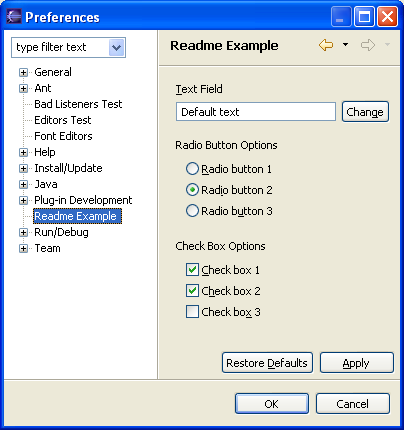 Preferences
type filter text
General
Ant
Bad Listeners Test
Editors Test
Font Editors
Help
Install/Update
Java
Plug-in Development
Readme Example
Run/Debug
Team
Readme Example
Text Field
Default text
Change
Radio Button Options
Radio button 1
Radio button 2
Radio button 3
Check Box Options
Check box 1
Check box 2
Check box 3
Restore Defaults
Apply
OK
Cancel